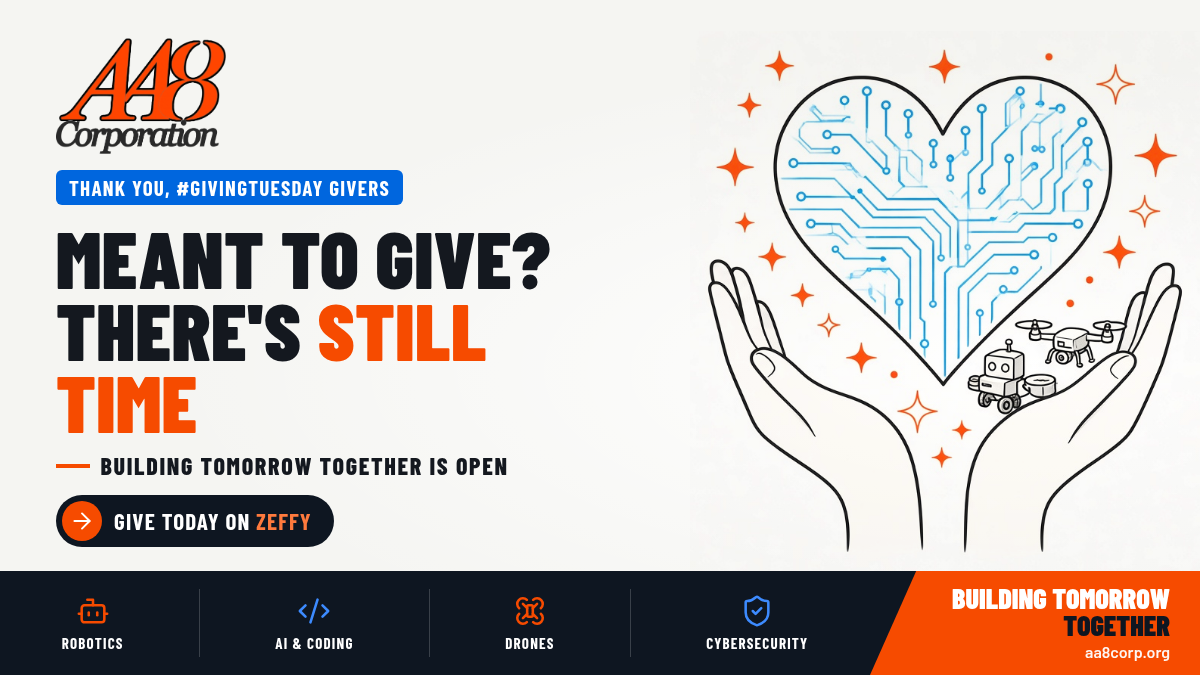 AA8
Corporation
THANK YOU, #GIVINGTUESDAY GIVERS
MEANT TO GIVE?
THERE'S STILL
TIME
BUILDING TOMORROW TOGETHER IS OPEN
GIVE TODAY ON ZEFFY
ROBOTICS
AI & CODING
DRONES
CYBERSECURITY
BUILDING TOMORROW
TOGETHER
aa8corp.org